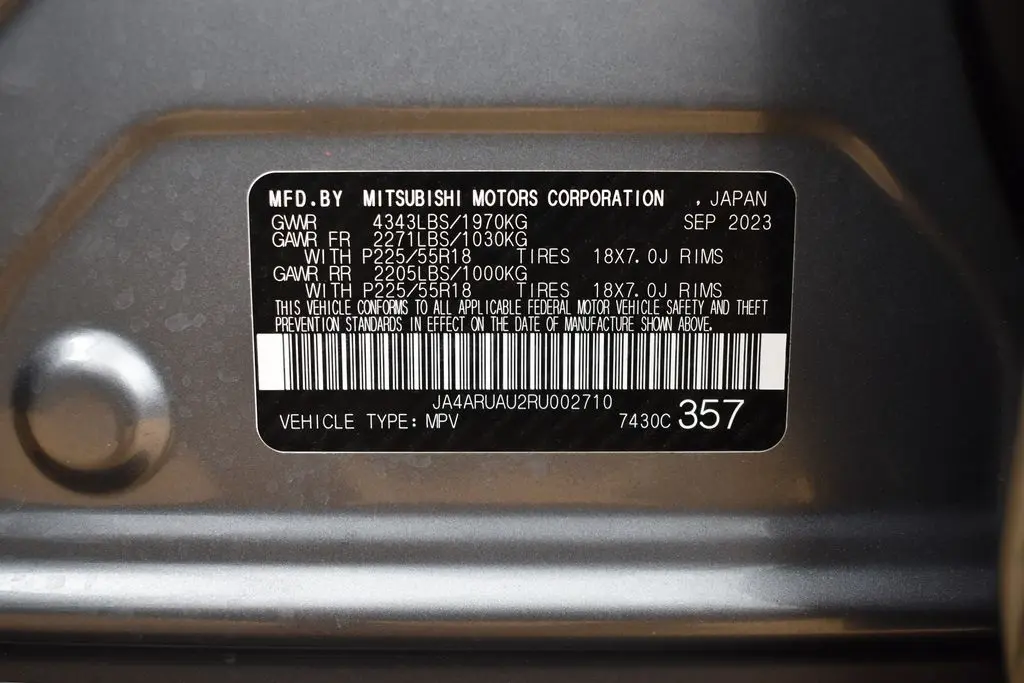 MFD.BY MITSUBISHI MOTORS CORPORATION , JAPAN
GVWR 4343LBS/1970KG SEP 2023
GAWR FR 2271LBS/1030KG
WITH P225/55R18 TIRES 18X7.0J RIMS
GAWR RR 2205LBS/1000KG
WITH P225/55R18 TIRES 18X7.0J RIMS
THIS VEHICLE CONFORMS TO ALL APPLICABLE FEDERAL MOTOR VEHICLE SAFETY AND THEFT
PREVENTION STANDARDS IN EFFECT ON THE DATE OF MANUFACTURE SHOWN ABOVE.
JA4ARUAU2RU002710
VEHICLE TYPE: MPV 7430C 357